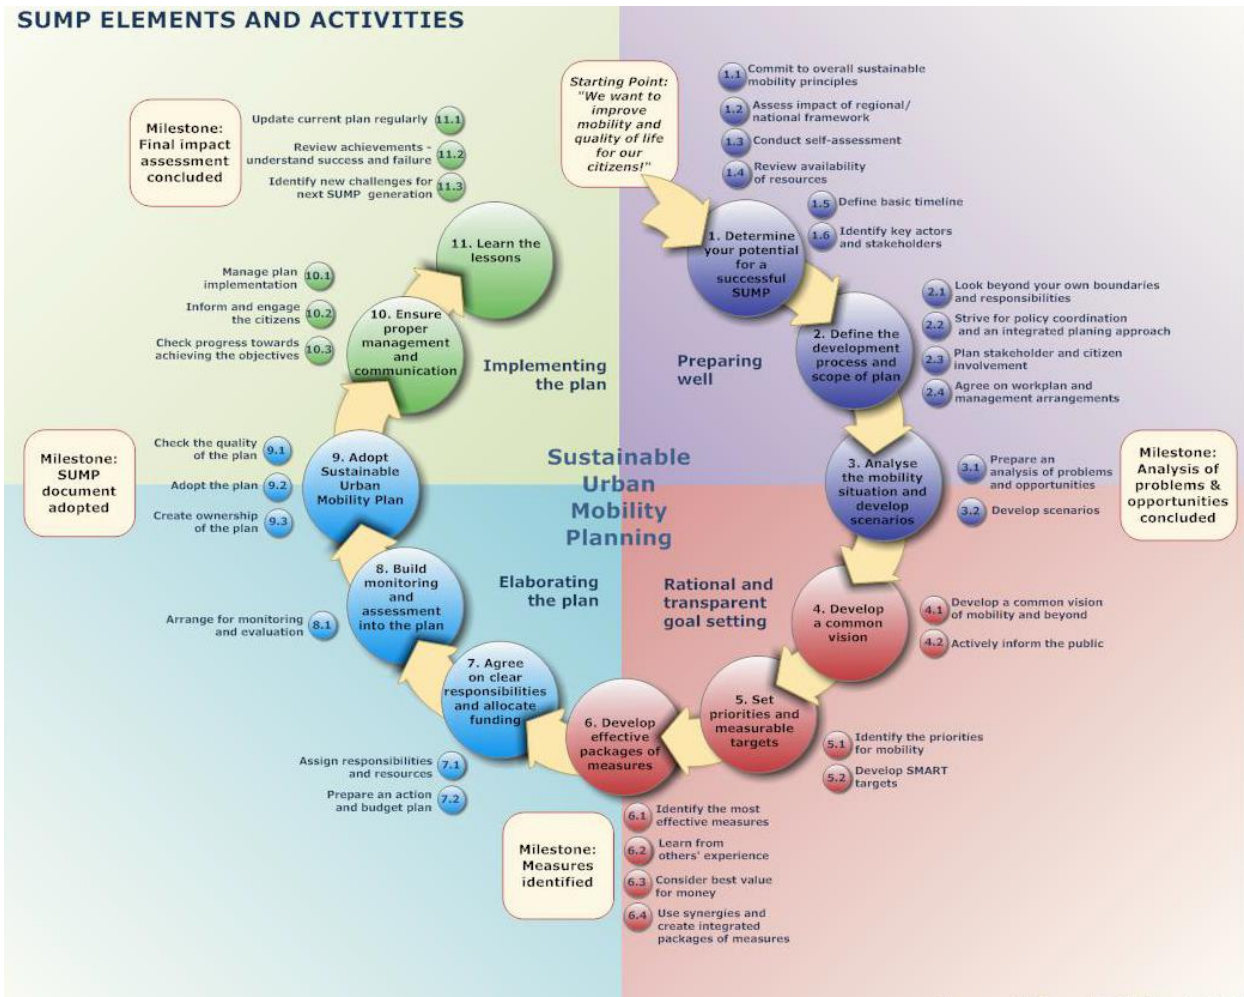 SUMP ELEMENTS AND ACTIVITIES
Starting Point:
"We want to
improve
mobility and
quality of life
for our
citizens!"
1.1 Commit to overall sustainable
mobility principles
1.2 Assess impact of regional/
national framework
1.3 Conduct self-assessment
1.4 Review availability
of resources
1.5 Define basic timeline
1.6 Identify key actors
and stakeholders
1. Determine
your potential
for a
successful
SUMP
2.1 Look beyond your own boundaries
and responsibilities
2.2 Strive for policy coordination
and an integrated planing approach
2.3 Plan stakeholder and citizen
involvement
2.4 Agree on workplan and
management arrangements
2. Define the
development
process and
scope of plan
Preparing
well
3. Analyse
the mobility
situation and
develop
scenarios
3.1 Prepare an
analysis of problems
and opportunities
3.2 Develop scenarios
Milestone:
Analysis of
problems &
opportunities
concluded
Sustainable
Urban
Mobility
Planning
Rational and
transparent
goal setting
4. Develop
a common
vision
4.1 Develop a common vision
of mobility and beyond
4.2 Actively inform the public
5. Set
priorities and
measurable
targets
5.1 Identify the priorities
for mobility
5.2 Develop SMART
targets
6. Develop
effective
packages of
measures
6.1 Identify the most
effective measures
6.2 Learn from
others' experience
6.3 Consider best value
for money
6.4 Use synergies and
create integrated
packages of measures
Milestone:
Measures
identified
Elaborating
the plan
7. Agree
on clear
responsibilities
and allocate
funding
Assign responsibilities
and resources 7.1
Prepare an action
and budget plan 7.2
8. Build
monitoring
and
assessment
into the plan
Arrange for monitoring
and evaluation 8.1
9. Adopt
Sustainable
Urban
Mobility Plan
Check the quality
of the plan 9.1
Adopt the plan 9.2
Create ownership
of the plan 9.3
Milestone:
SUMP
document
adopted
Implementing
the plan
10. Ensure
proper
management
and
communication
Manage plan
implementation 10.1
Inform and engage
the citizens 10.2
Check progress towards
achieving the objectives 10.3
11. Learn the
lessons
Update current plan regularly 11.1
Review achievements -
understand success and failure 11.2
Identify new challenges for
next SUMP generation 11.3
Milestone:
Final impact
assessment
concluded